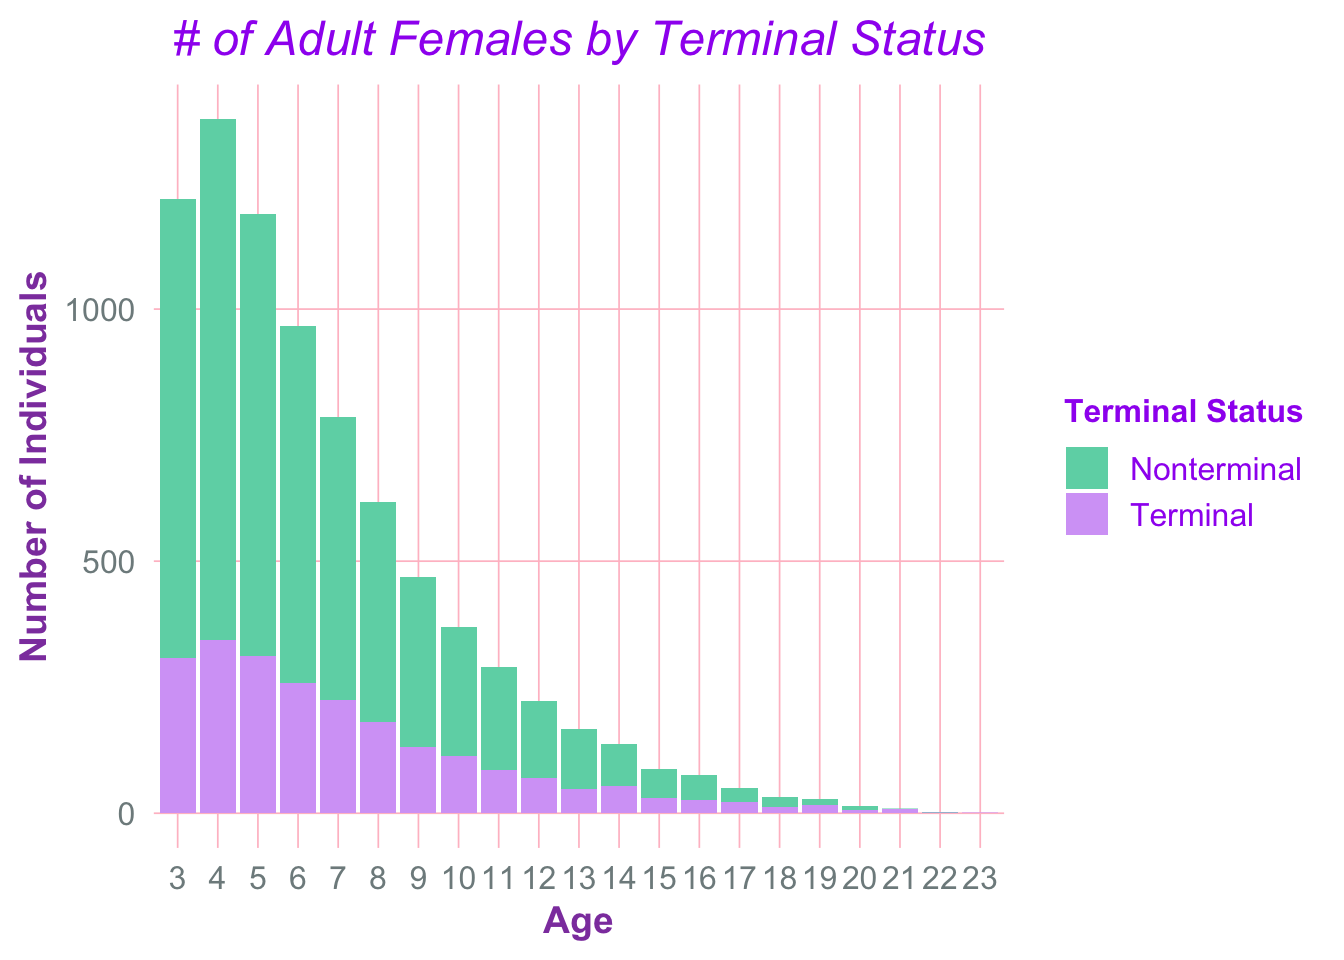 # of Adult Females by Terminal Status
Number of Individuals
1000
500
0
3 4 5 6 7 8 9 10 11 12 13 14 15 16 17 18 19 20 21 22 23
Age
Terminal Status
Nonterminal
Terminal